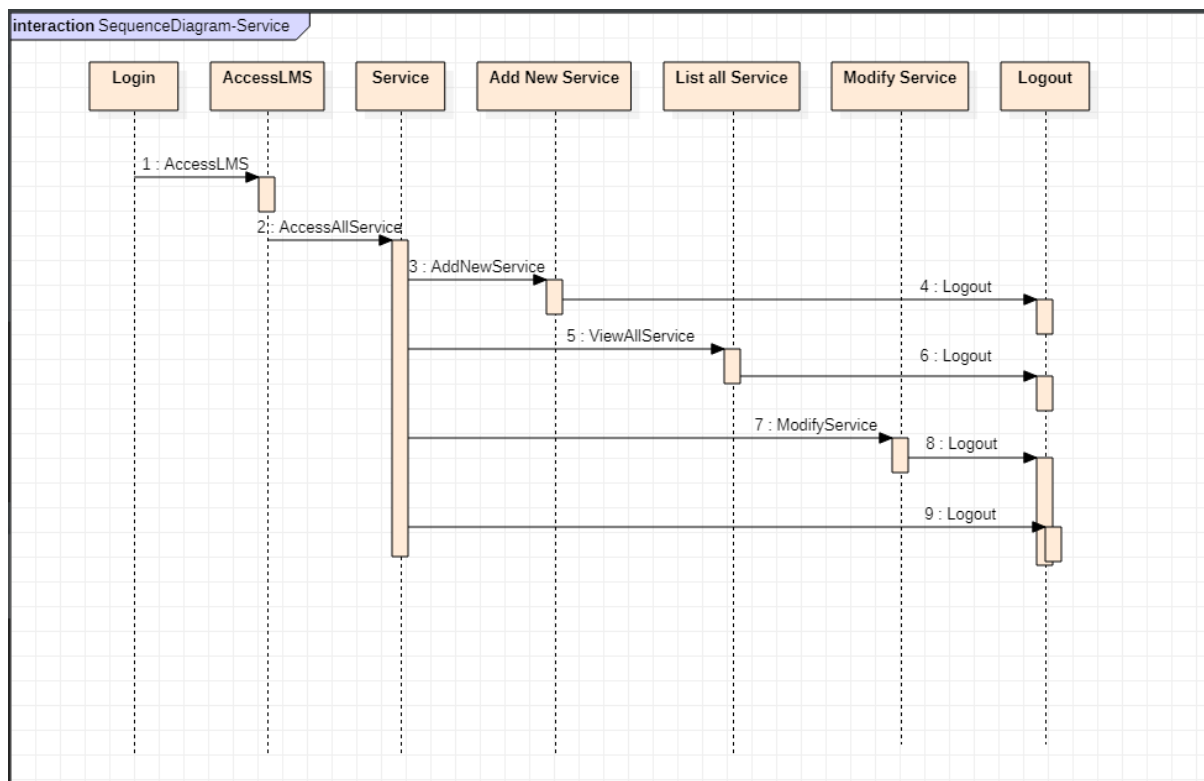 interaction SequenceDiagram-Service
Login
AccessLMS
Service
Add New Service
List all Service
Modify Service
Logout
1 : AccessLMS
2 : AccessAllService
3 : AddNewService
4 : Logout
5 : ViewAllService
6 : Logout
7 : ModifyService
8 : Logout
9 : Logout